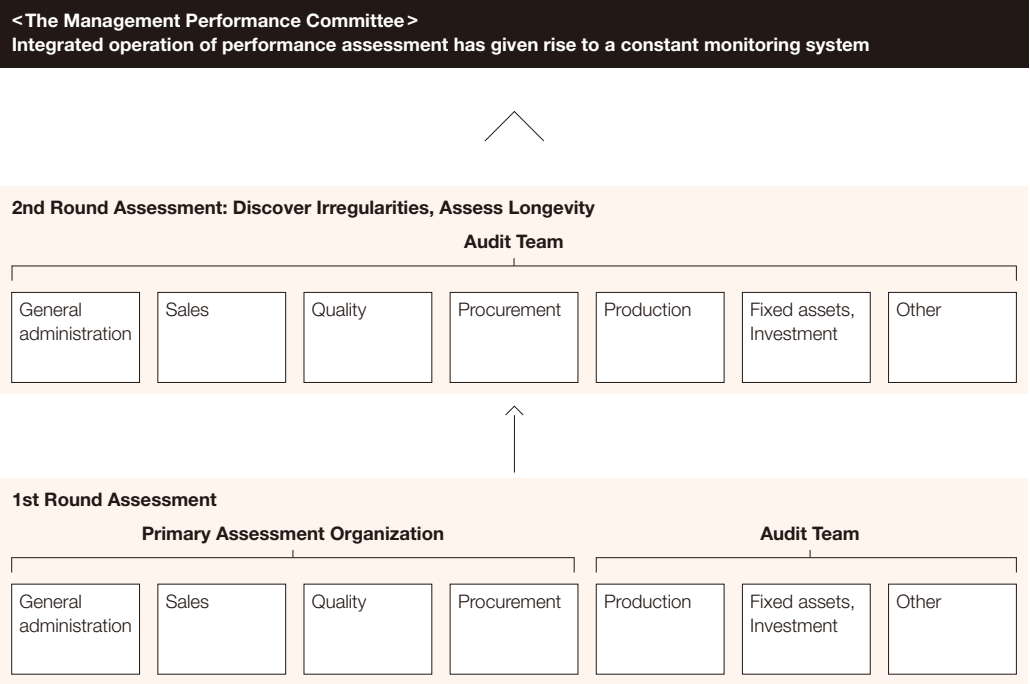 <The Management Performance Committee>
Integrated operation of performance assessment has given rise to a constant monitoring system
2nd Round Assessment: Discover Irregularities, Assess Longevity
Audit Team
General
administration
Sales
Quality
Procurement
Production
Fixed assets,
Investment
Other
1st Round Assessment
Primary Assessment Organization
Audit Team
General
administration
Sales
Quality
Procurement
Production
Fixed assets,
Investment
Other